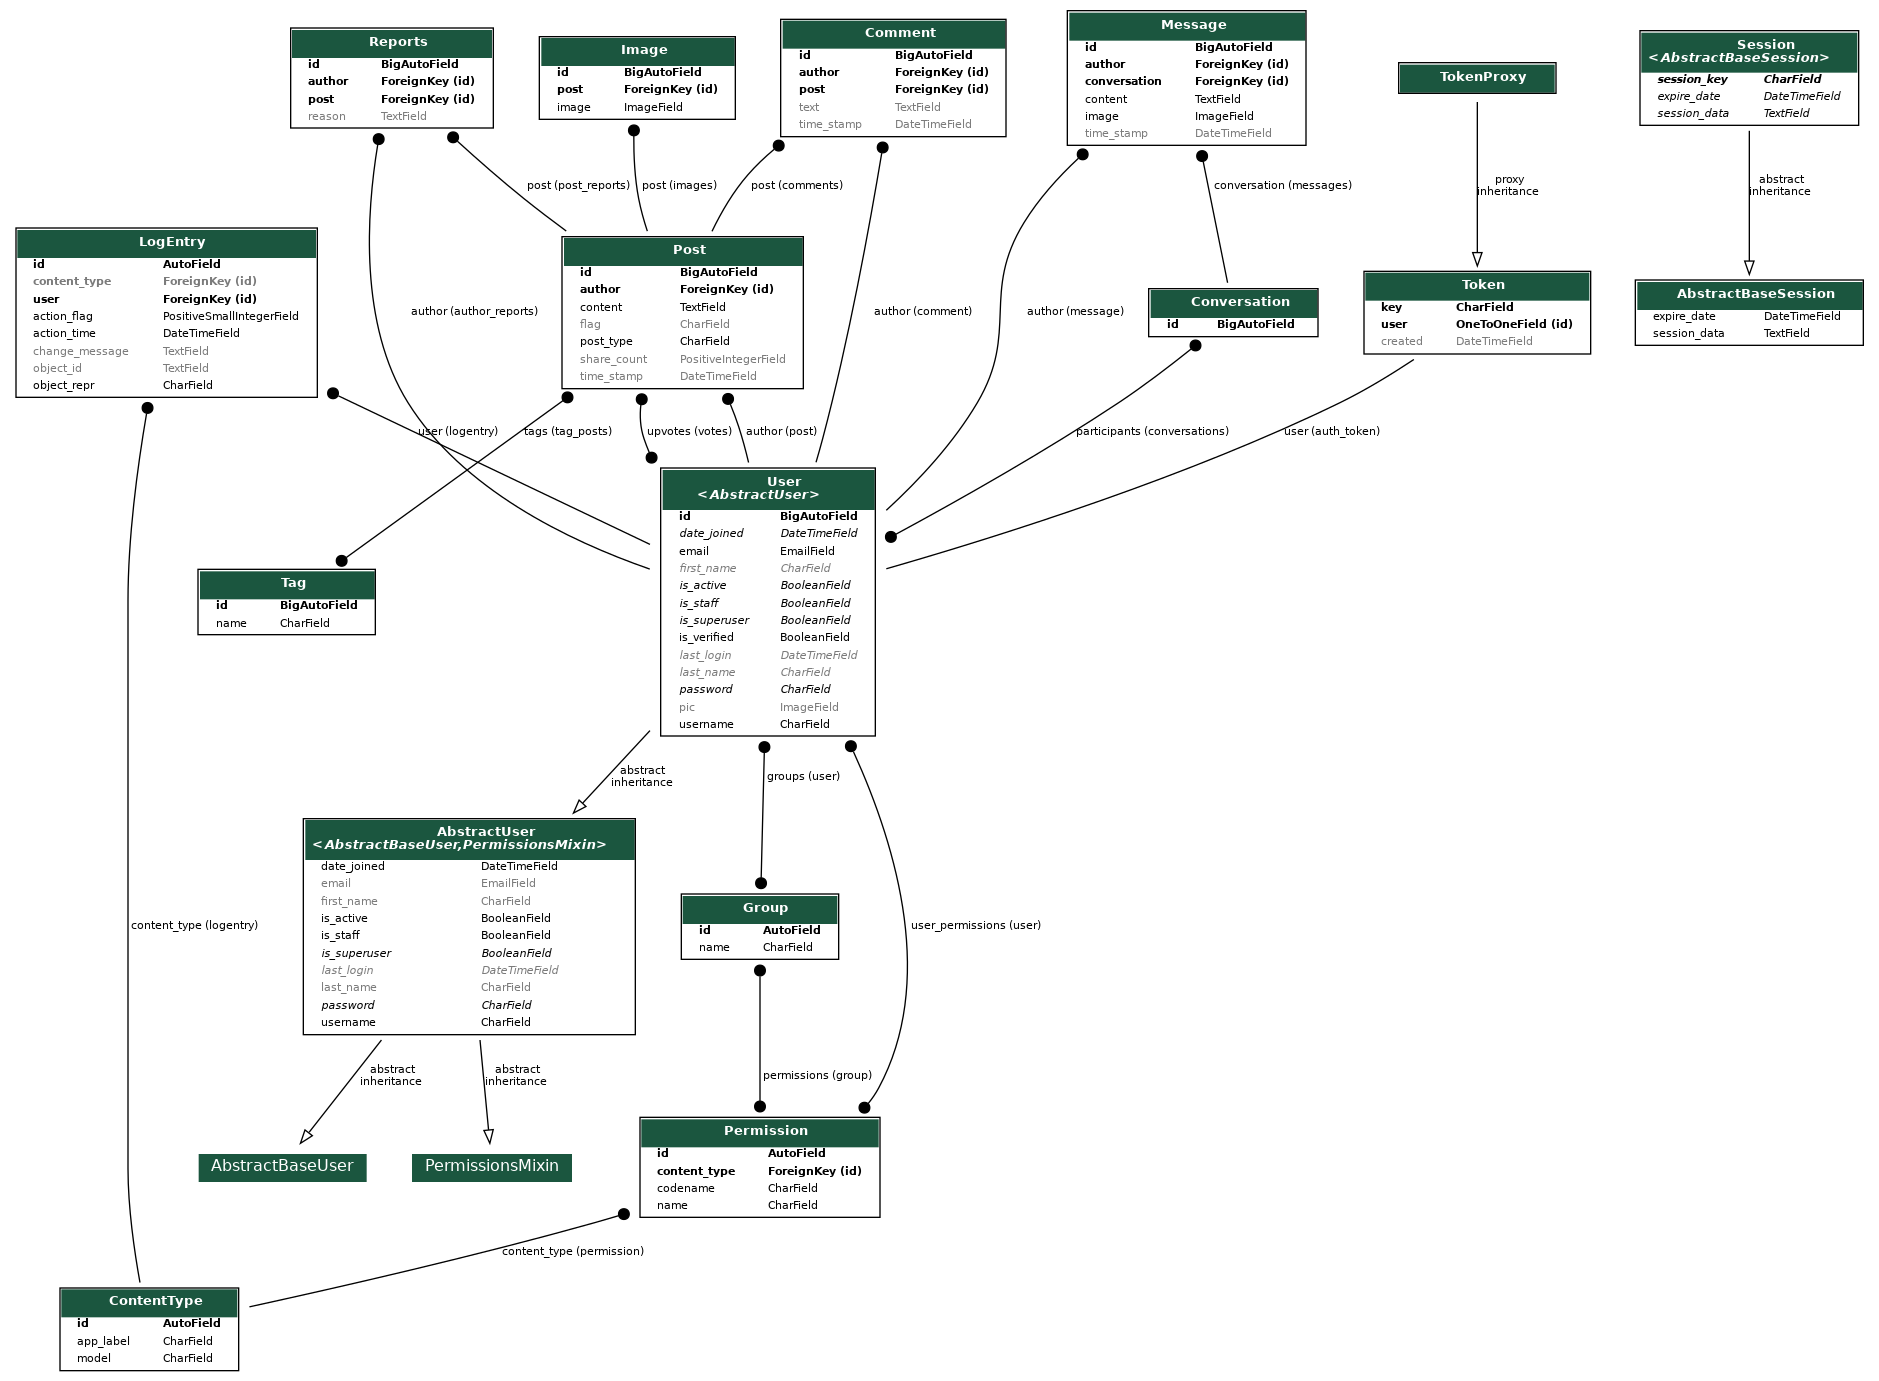 Reports
id BigAutoField
author ForeignKey (id)
post ForeignKey (id)
reason TextField
Image
id BigAutoField
post ForeignKey (id)
image ImageField
Comment
id BigAutoField
author ForeignKey (id)
post ForeignKey (id)
text TextField
time_stamp DateTimeField
Message
id BigAutoField
author ForeignKey (id)
conversation ForeignKey (id)
content TextField
image ImageField
time_stamp DateTimeField
TokenProxy
Session
<AbstractBaseSession>
session_key CharField
expire_date DateTimeField
session_data TextField
post (post_reports)
post (images)
post (comments)
conversation (messages)
proxy
inheritance
abstract
inheritance
LogEntry
id AutoField
content_type ForeignKey (id)
user ForeignKey (id)
action_flag PositiveSmallIntegerField
action_time DateTimeField
change_message TextField
object_id TextField
object_repr CharField
author (author_reports)
Post
id BigAutoField
author ForeignKey (id)
content TextField
flag CharField
post_type CharField
share_count PositiveIntegerField
time_stamp DateTimeField
author (comment)
author (message)
Conversation
id BigAutoField
Token
key CharField
user OneToOneField (id)
created DateTimeField
AbstractBaseSession
expire_date DateTimeField
session_data TextField
user (logentry)
tags (tag_posts)
upvotes (votes)
author (post)
participants (conversations)
user (auth_token)
Tag
id BigAutoField
name CharField
User
<AbstractUser>
id BigAutoField
date_joined DateTimeField
email EmailField
first_name CharField
is_active BooleanField
is_staff BooleanField
is_superuser BooleanField
is_verified BooleanField
last_login DateTimeField
last_name CharField
password CharField
pic ImageField
username CharField
abstract
inheritance
groups (user)
AbstractUser
<AbstractBaseUser,PermissionsMixin>
date_joined DateTimeField
email EmailField
first_name CharField
is_active BooleanField
is_staff BooleanField
is_superuser BooleanField
last_login DateTimeField
last_name CharField
password CharField
username CharField
Group
id AutoField
name CharField
content_type (logentry)
user_permissions (user)
abstract
inheritance
abstract
inheritance
permissions (group)
AbstractBaseUser
PermissionsMixin
Permission
id AutoField
content_type ForeignKey (id)
codename CharField
name CharField
content_type (permission)
ContentType
id AutoField
app_label CharField
model CharField